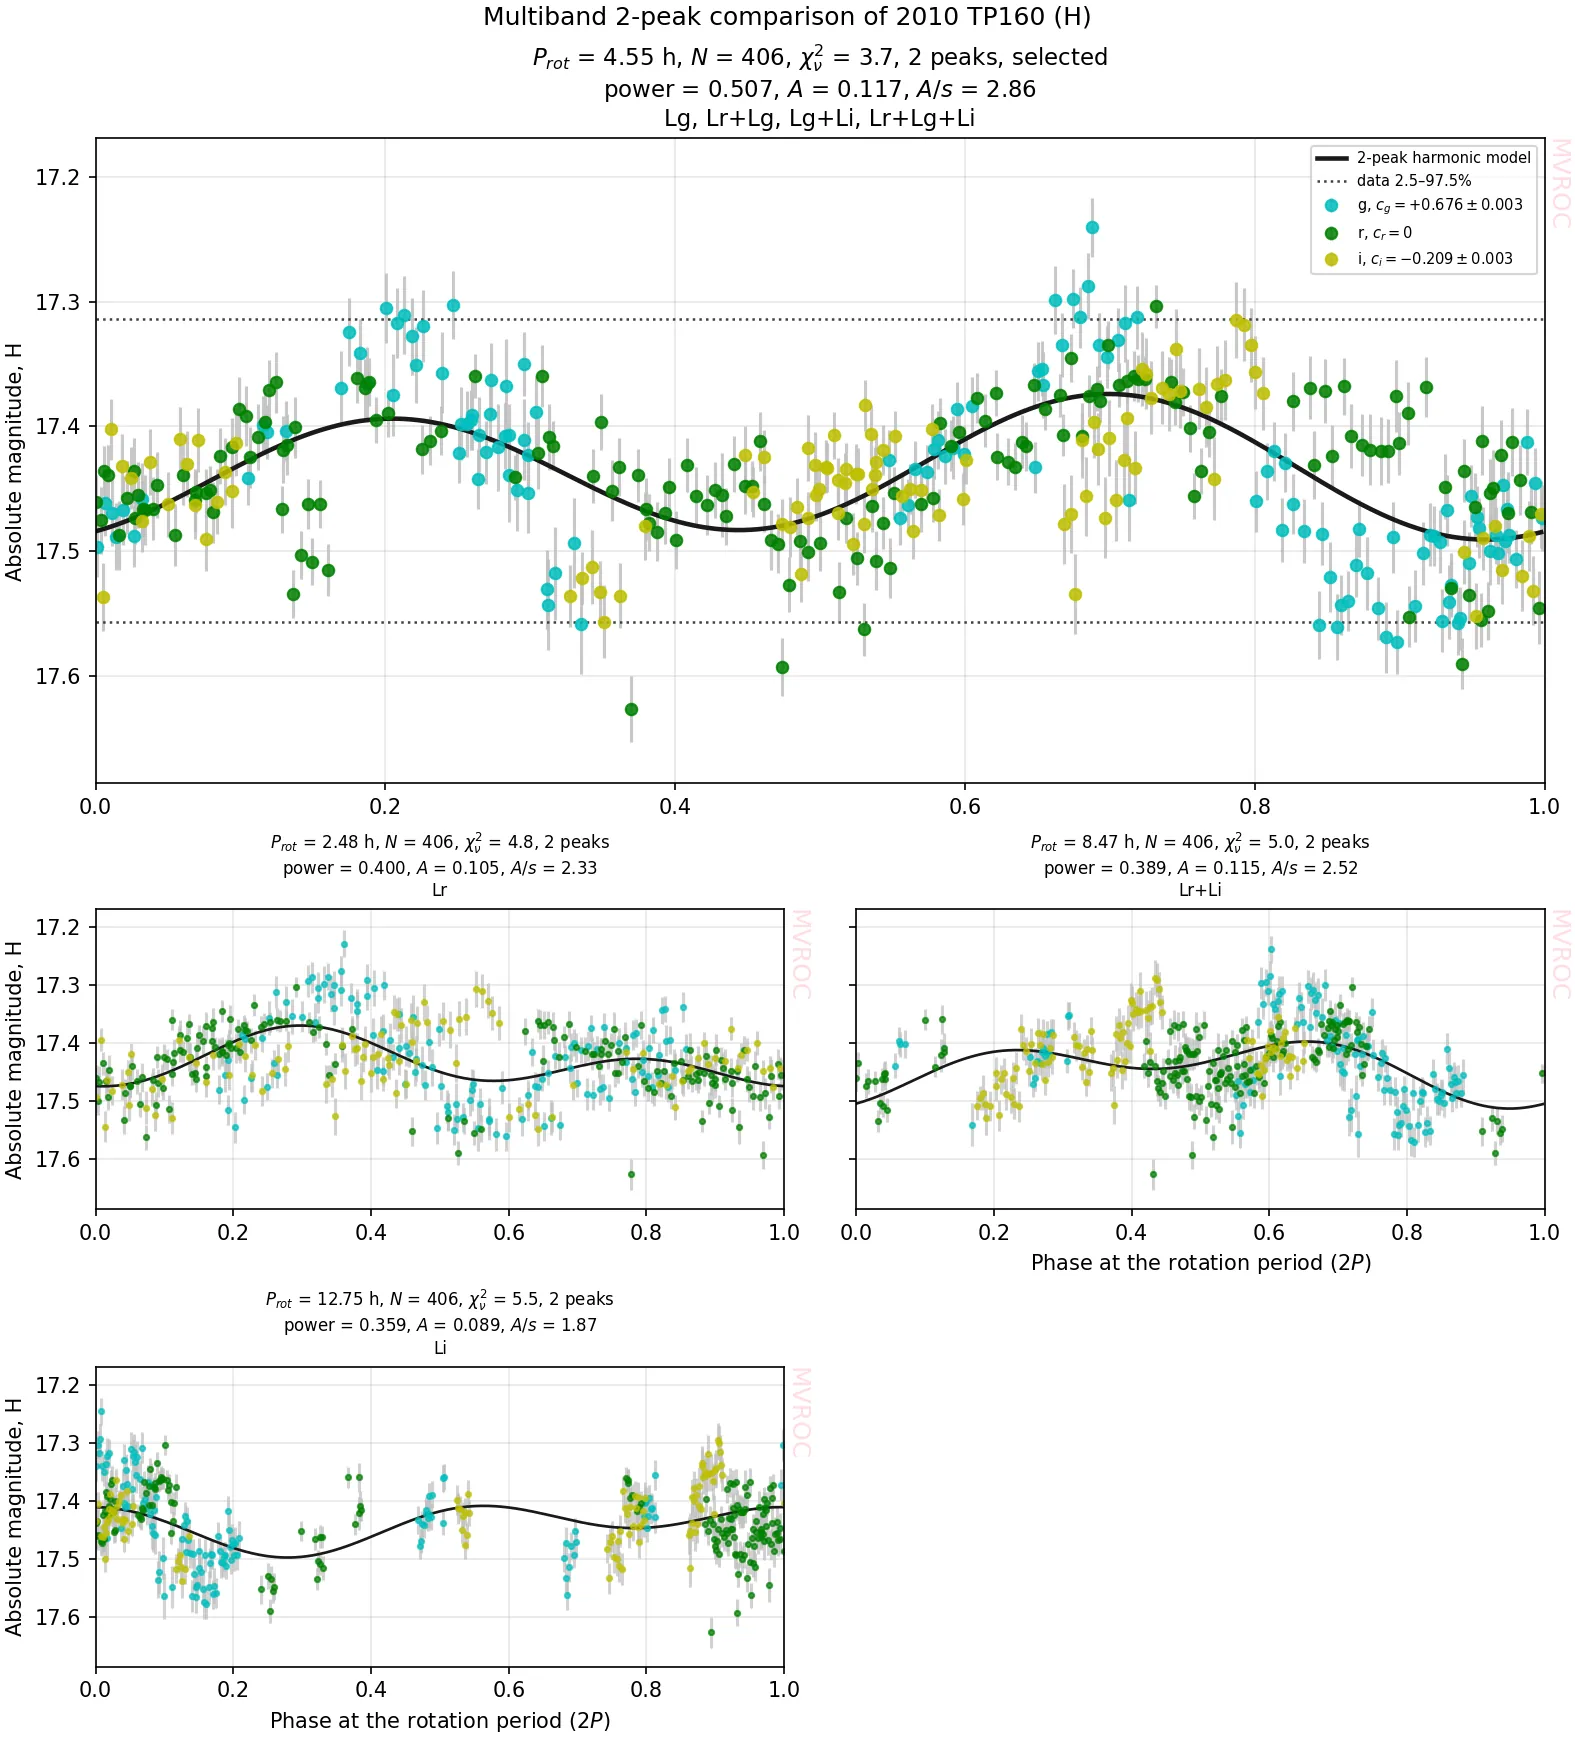 Multiband 2-peak comparison of 2010 TP160 (H)
P_rot = 4.55 h, N = 406, χ²_ν = 3.7, 2 peaks, selected
power = 0.507, A = 0.117, A/s = 2.86
Lg, Lr+Lg, Lg+Li, Lr+Lg+Li
2-peak harmonic model
data 2.5–97.5%
g, c_g = +0.676 ± 0.003
r, c_r = 0
i, c_i = −0.209 ± 0.003
MVROC
Absolute magnitude, H
17.2
17.3
17.4
17.5
17.6
0.0 0.2 0.4 0.6 0.8 1.0
P_rot = 2.48 h, N = 406, χ²_ν = 4.8, 2 peaks
power = 0.400, A = 0.105, A/s = 2.33
Lr
MVROC
Absolute magnitude, H
17.2
17.3
17.4
17.5
17.6
0.0 0.2 0.4 0.6 0.8 1.0
P_rot = 8.47 h, N = 406, χ²_ν = 5.0, 2 peaks
power = 0.389, A = 0.115, A/s = 2.52
Lr+Li
MVROC
0.0 0.2 0.4 0.6 0.8 1.0
Phase at the rotation period (2P)
P_rot = 12.75 h, N = 406, χ²_ν = 5.5, 2 peaks
power = 0.359, A = 0.089, A/s = 1.87
Li
MVROC
Absolute magnitude, H
17.2
17.3
17.4
17.5
17.6
0.0 0.2 0.4 0.6 0.8 1.0
Phase at the rotation period (2P)